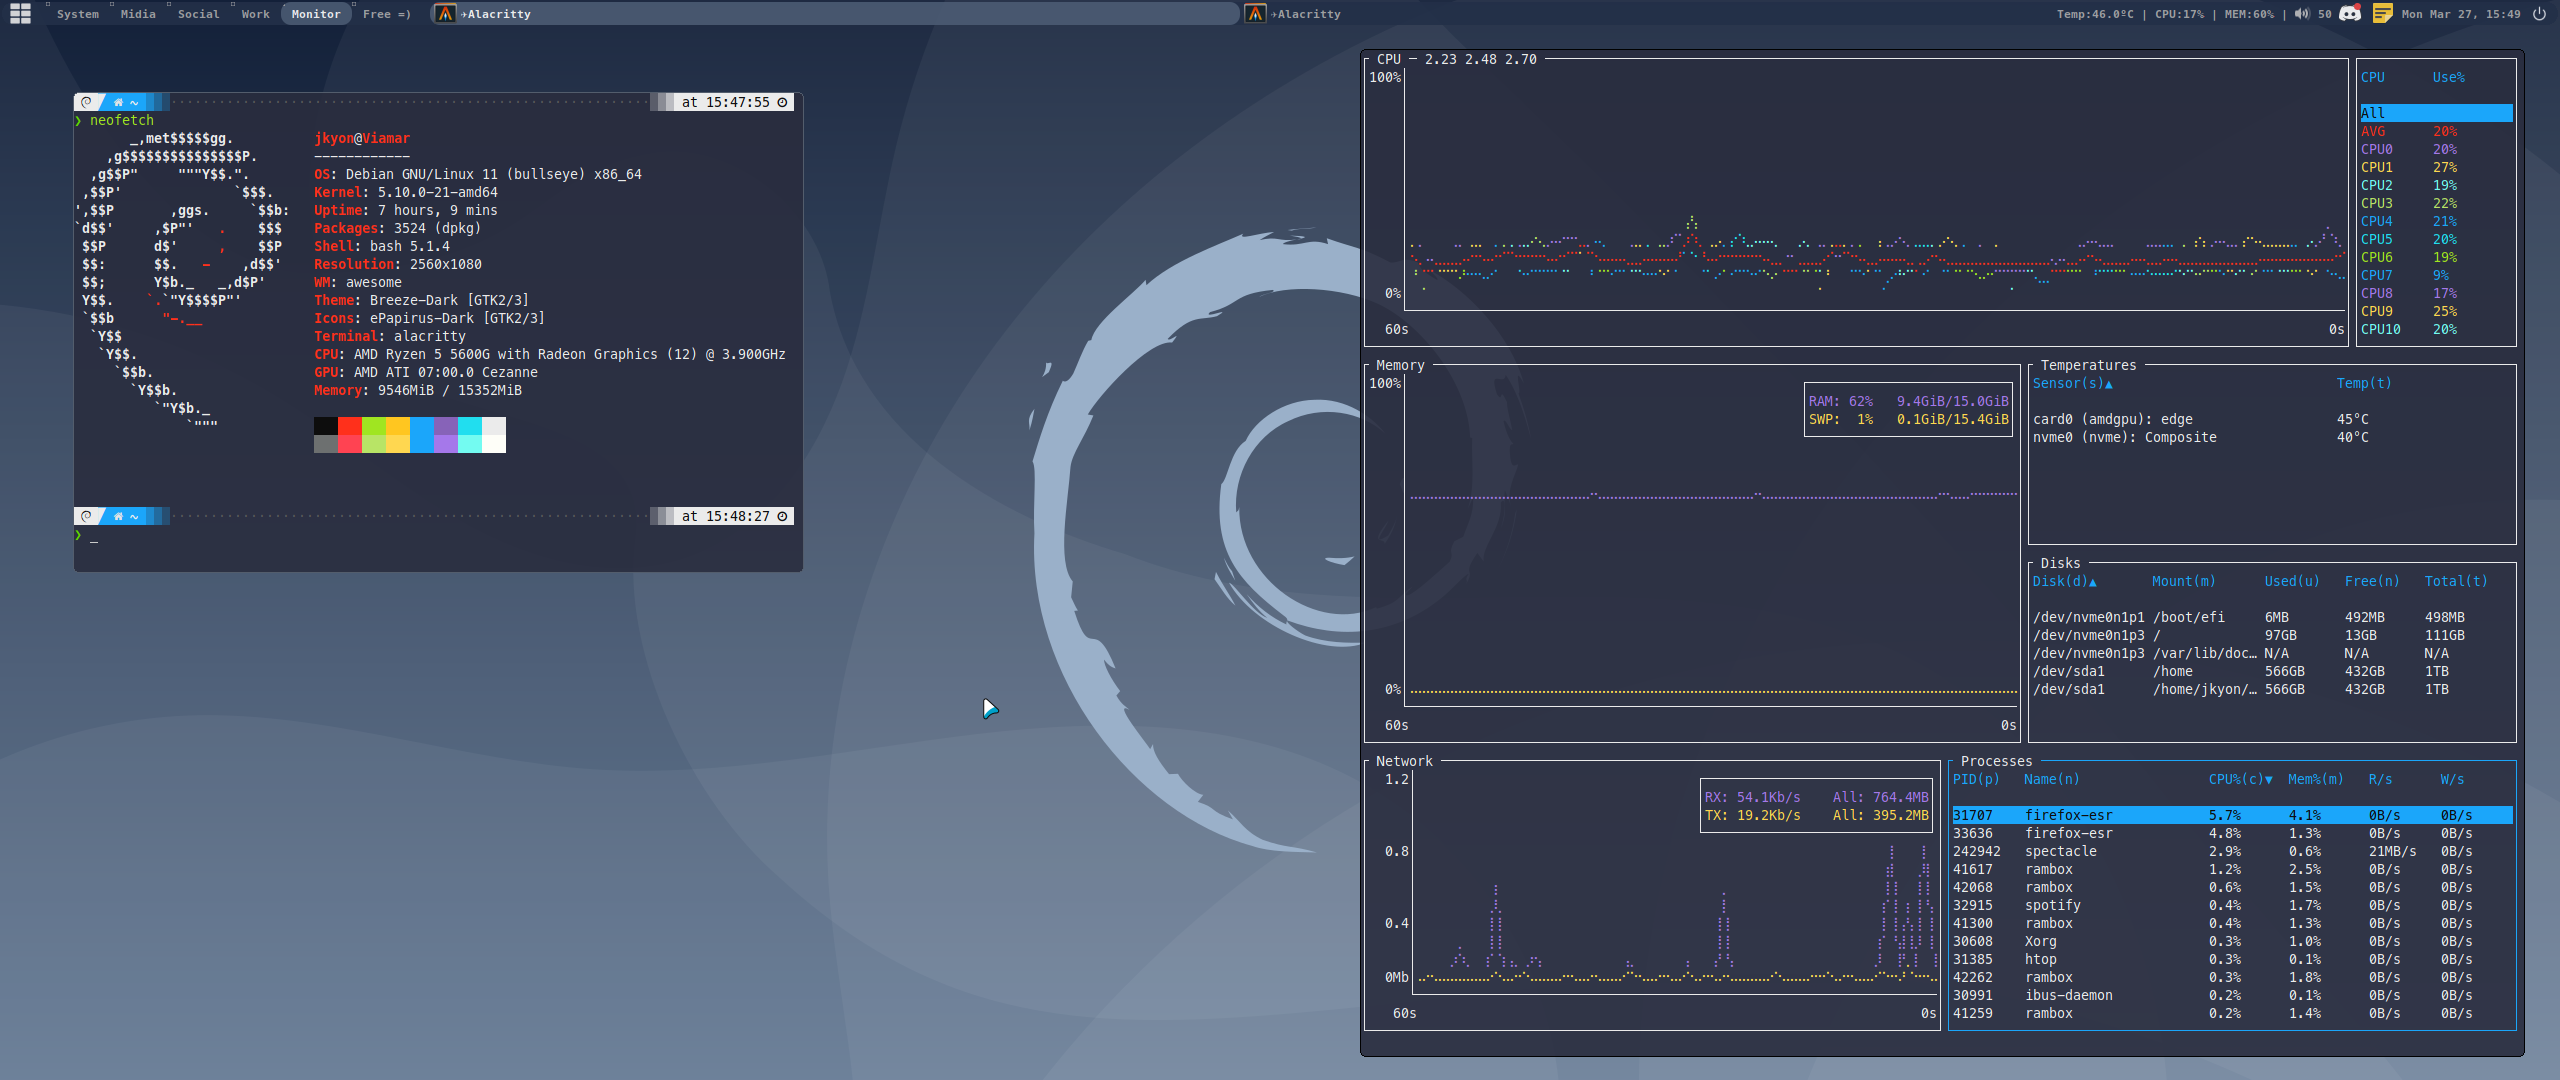 System Midia Social Work Monitor Free =) ✈Alacritty ✈Alacritty Temp:46.0ºC | CPU:17% | MEM:60% | 50 Mon Mar 27, 15:49
~ at 15:47:55
❯ neofetch
_,met$$$$$gg.
,g$$$$$$$$$$$$$$$P.
,g$$P" """Y$$.".
,$$P' `$$$.
',$$P ,ggs. `$$b:
`d$$' ,$P"' . $$$
$$P d$' , $$P
$$: $$. - ,d$$'
$$; Y$b._ _,d$P'
Y$$. `.`"Y$$$$P"'
`$$b "-.__
`Y$$
`Y$$.
`$$b.
`Y$$b.
`"Y$b._
`"""
jkyon@Viamar
------------
OS: Debian GNU/Linux 11 (bullseye) x86_64
Kernel: 5.10.0-21-amd64
Uptime: 7 hours, 9 mins
Packages: 3524 (dpkg)
Shell: bash 5.1.4
Resolution: 2560x1080
WM: awesome
Theme: Breeze-Dark [GTK2/3]
Icons: ePapirus-Dark [GTK2/3]
Terminal: alacritty
CPU: AMD Ryzen 5 5600G with Radeon Graphics (12) @ 3.900GHz
GPU: AMD ATI 07:00.0 Cezanne
Memory: 9546MiB / 15352MiB
~ at 15:48:27
❯ _
CPU — 2.23 2.48 2.70
100%
0%
60s 0s
CPU Use%
All
AVG 20%
CPU0 20%
CPU1 27%
CPU2 19%
CPU3 22%
CPU4 21%
CPU5 20%
CPU6 19%
CPU7 9%
CPU8 17%
CPU9 25%
CPU10 20%
Memory
100%
RAM: 62% 9.4GiB/15.0GiB
SWP: 1% 0.1GiB/15.4GiB
0%
60s 0s
Temperatures
Sensor(s)▲ Temp(t)
card0 (amdgpu): edge 45°C
nvme0 (nvme): Composite 40°C
Disks
Disk(d)▲ Mount(m) Used(u) Free(n) Total(t)
/dev/nvme0n1p1 /boot/efi 6MB 492MB 498MB
/dev/nvme0n1p3 / 97GB 13GB 111GB
/dev/nvme0n1p3 /var/lib/doc… N/A N/A N/A
/dev/sda1 /home 566GB 432GB 1TB
/dev/sda1 /home/jkyon/… 566GB 432GB 1TB
Network
1.2
RX: 54.1Kb/s All: 764.4MB
TX: 19.2Kb/s All: 395.2MB
0.8
0.4
0Mb
60s 0s
Processes
PID(p) Name(n) CPU%(c)▼ Mem%(m) R/s W/s
31707 firefox-esr 5.7% 4.1% 0B/s 0B/s
33636 firefox-esr 4.8% 1.3% 0B/s 0B/s
242942 spectacle 2.9% 0.6% 21MB/s 0B/s
41617 rambox 1.2% 2.5% 0B/s 0B/s
42068 rambox 0.6% 1.5% 0B/s 0B/s
32915 spotify 0.4% 1.7% 0B/s 0B/s
41300 rambox 0.4% 1.3% 0B/s 0B/s
30608 Xorg 0.3% 1.0% 0B/s 0B/s
31385 htop 0.3% 0.1% 0B/s 0B/s
42262 rambox 0.3% 1.8% 0B/s 0B/s
30991 ibus-daemon 0.2% 0.1% 0B/s 0B/s
41259 rambox 0.2% 1.4% 0B/s 0B/s